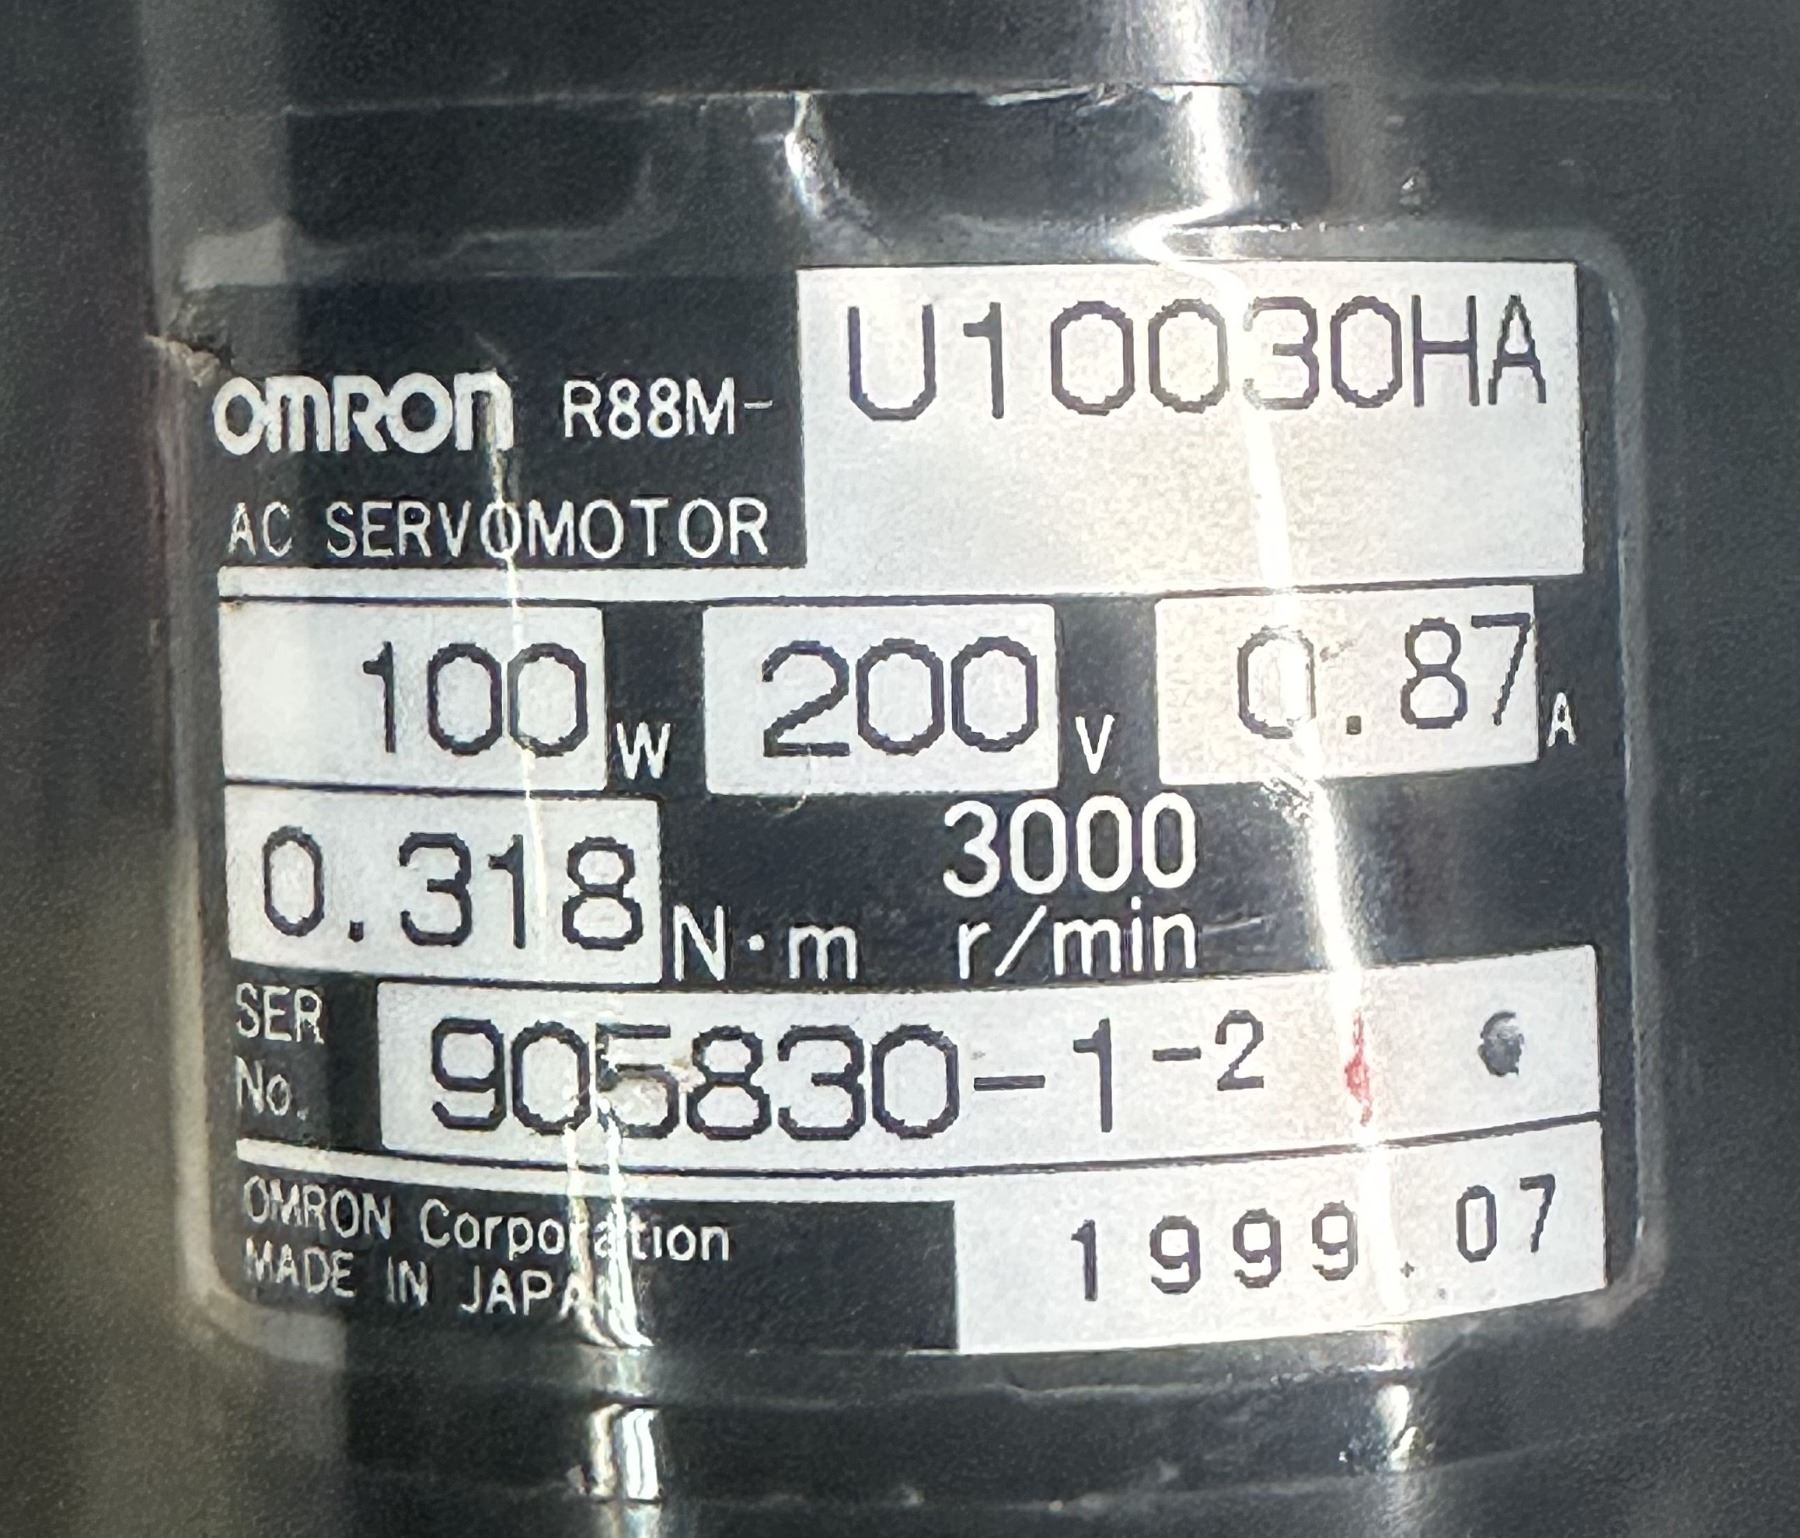 OMRON R88M- U10030HA
AC SERVOMOTOR
100 W 200 V 0.87 A
0.318 N·m 3000 r/min
SER No. 905830-1-2
OMRON Corporation
MADE IN JAPAN
1999.07